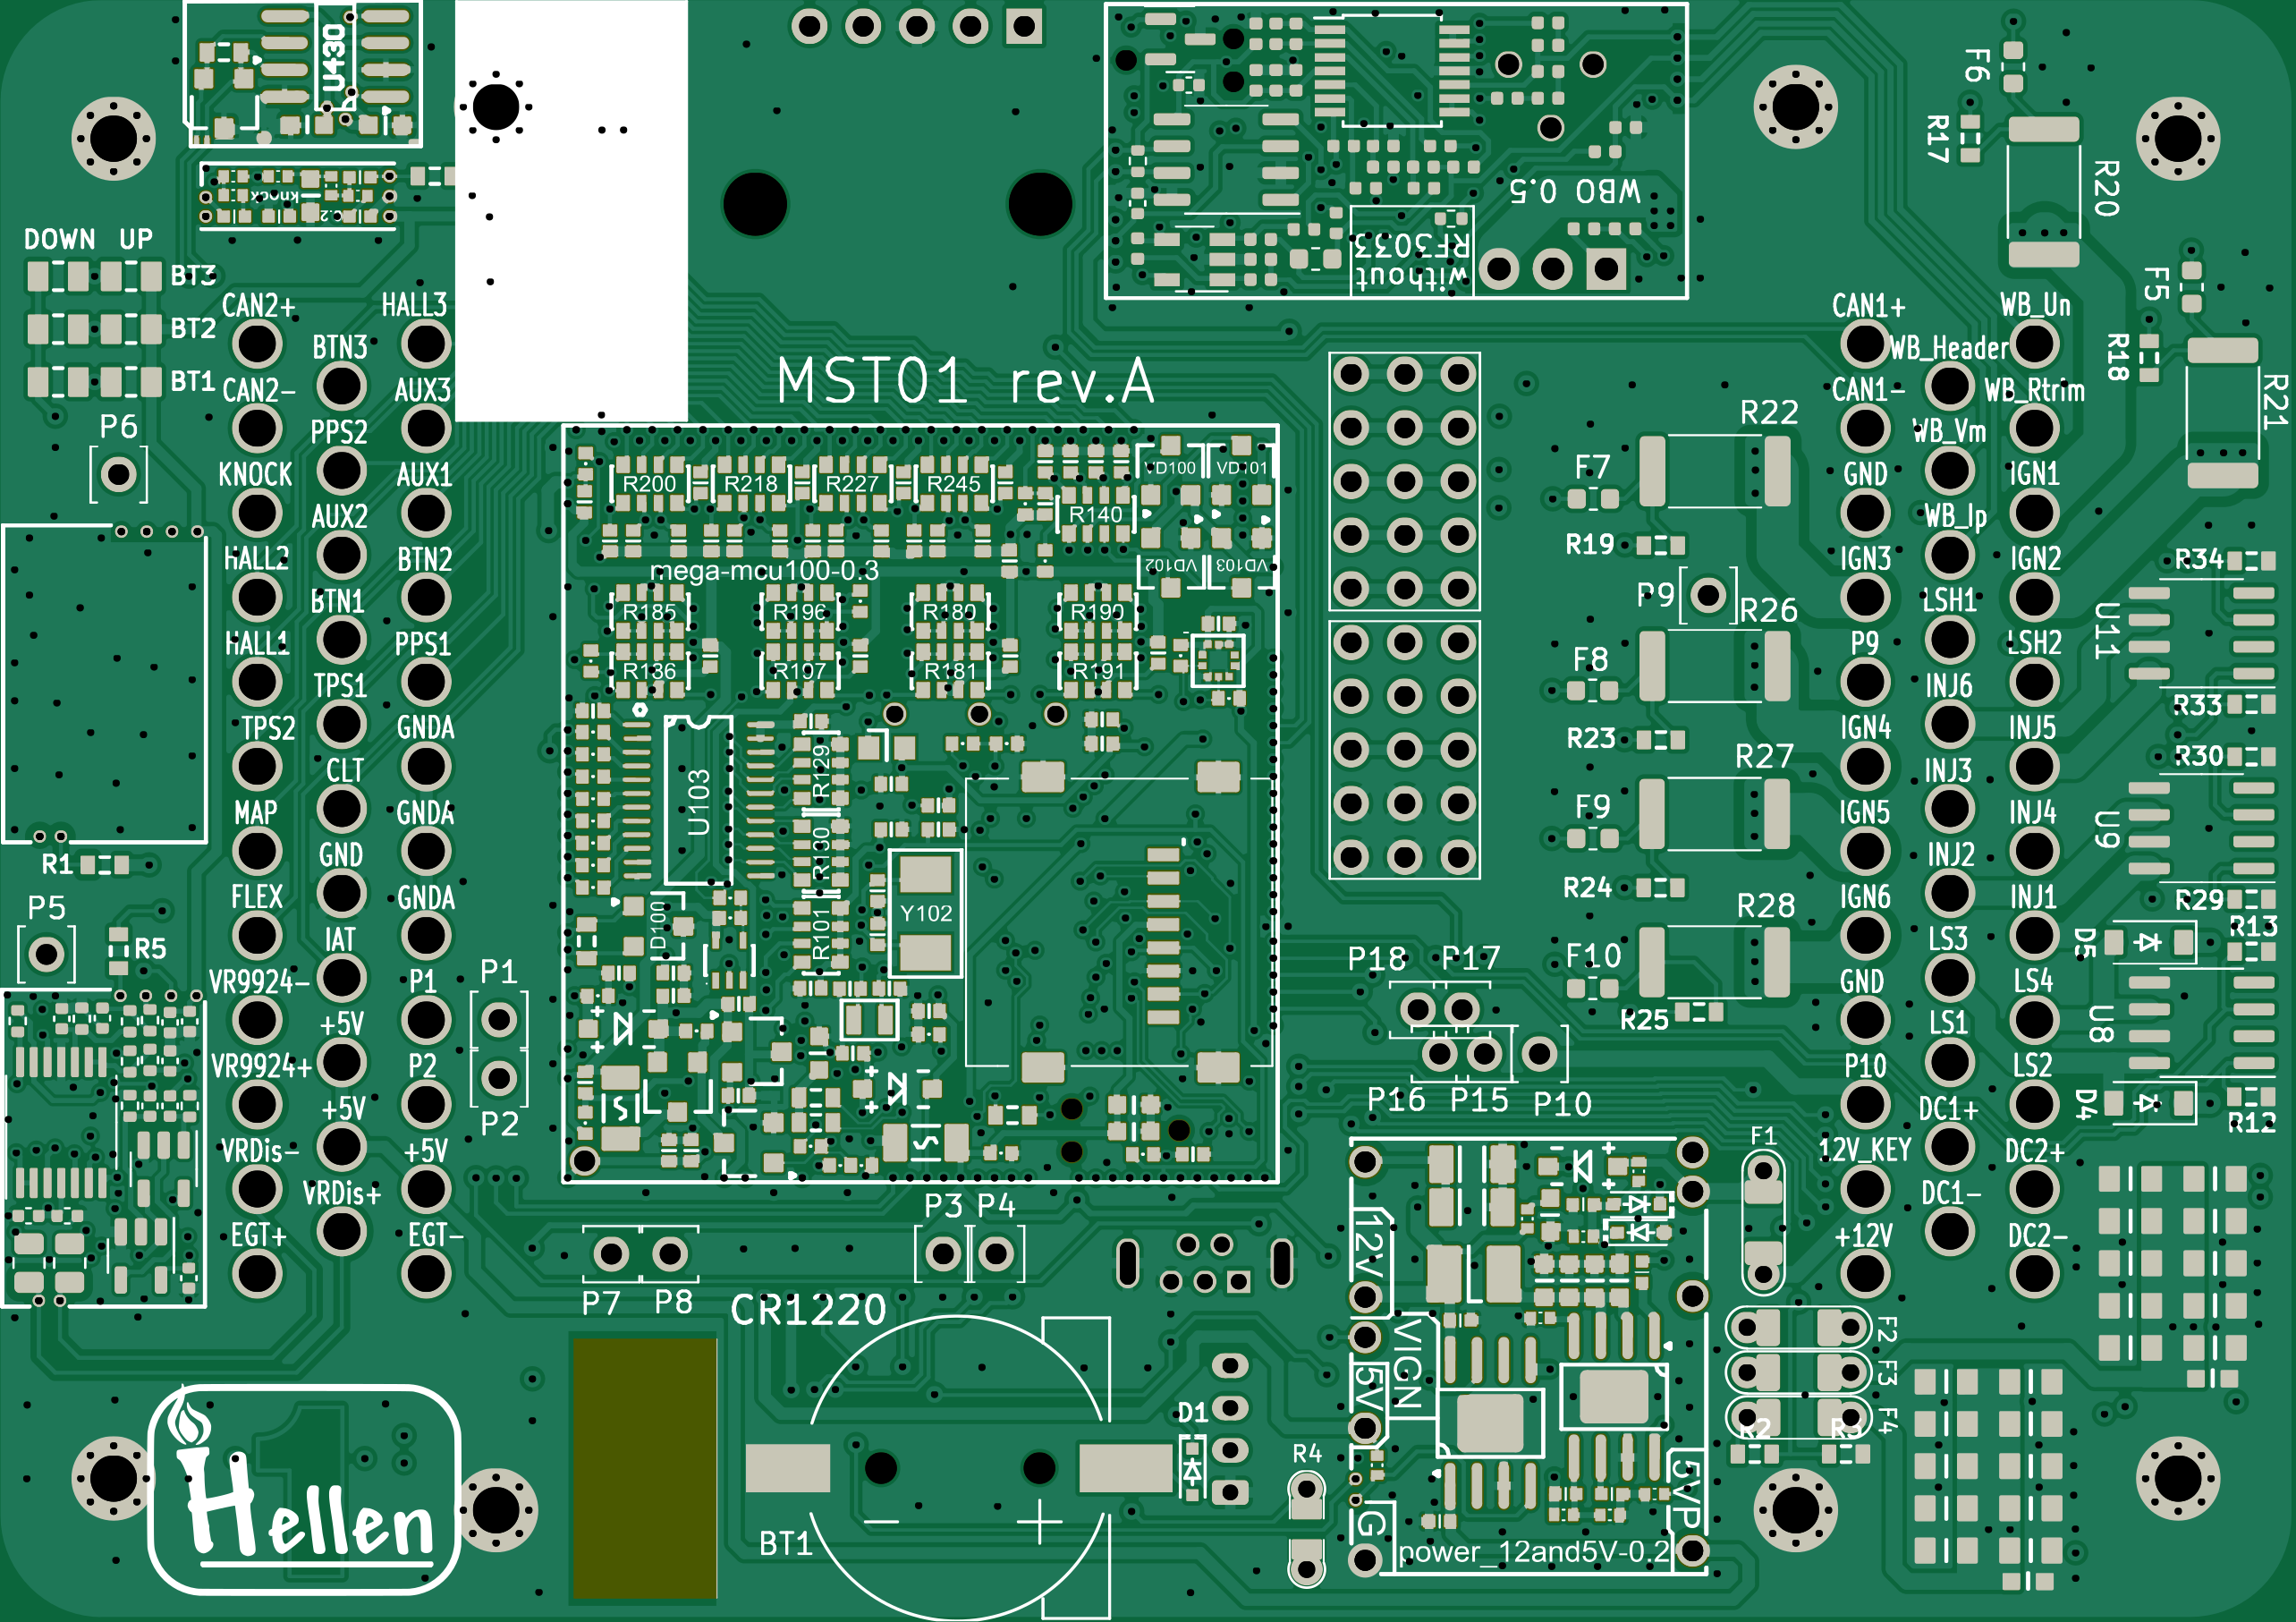 U430
F6
R17
WBO 0.5
without
RF3033
R20
knock
DOWN UP
BT3
BT2
BT1
F5
R18
R21
CAN2+
HALL3
BTN3
CAN2-
AUX3
PPS2
KNOCK
AUX1
AUX2
HALL2
BTN2
BTN1
HALL1
PPS1
TPS1
TPS2
GNDA
CLT
MAP
GNDA
GND
FLEX
GNDA
IAT
VR9924-
P1
+5V
VR9924+
P2
+5V
VRDis-
+5V
VRDis+
EGT+
EGT-
P6
R1
P5
R5
P1
P2
MST01 rev.A
R200
R218
R227
R245
R140
VD100
VD101
VD102
VD103
mega-mcu100-0.3
R185
R196
R180
R190
R136
R197
R181
R191
U103
R129
R100
R101
D100
Y102
R22
F7
R19
P9
R26
F8
R23
R27
F9
R24
R28
F10
R25
CAN1+
WB_Un
WB_Header
CAN1-
WB_Rtrim
WB_Vm
GND
IGN1
WB_Ip
IGN3
IGN2
LSH1
P9
LSH2
INJ6
IGN4
INJ5
INJ3
IGN5
INJ4
INJ2
IGN6
INJ1
LS3
GND
LS4
LS1
P10
LS2
DC1+
12V_KEY
DC2+
DC1-
+12V
DC2-
R34
U11
R33
R30
U9
R29
R13
D5
U8
D4
R12
P18
P17
P16
P15
P10
P3
P4
P7
P8
CR1220
BT1
D1
R4
12V
VIGN
5V
G
5VP
power_12and5V-0.2
F1
F2
F3
F4
R2
R3
1
Hellen